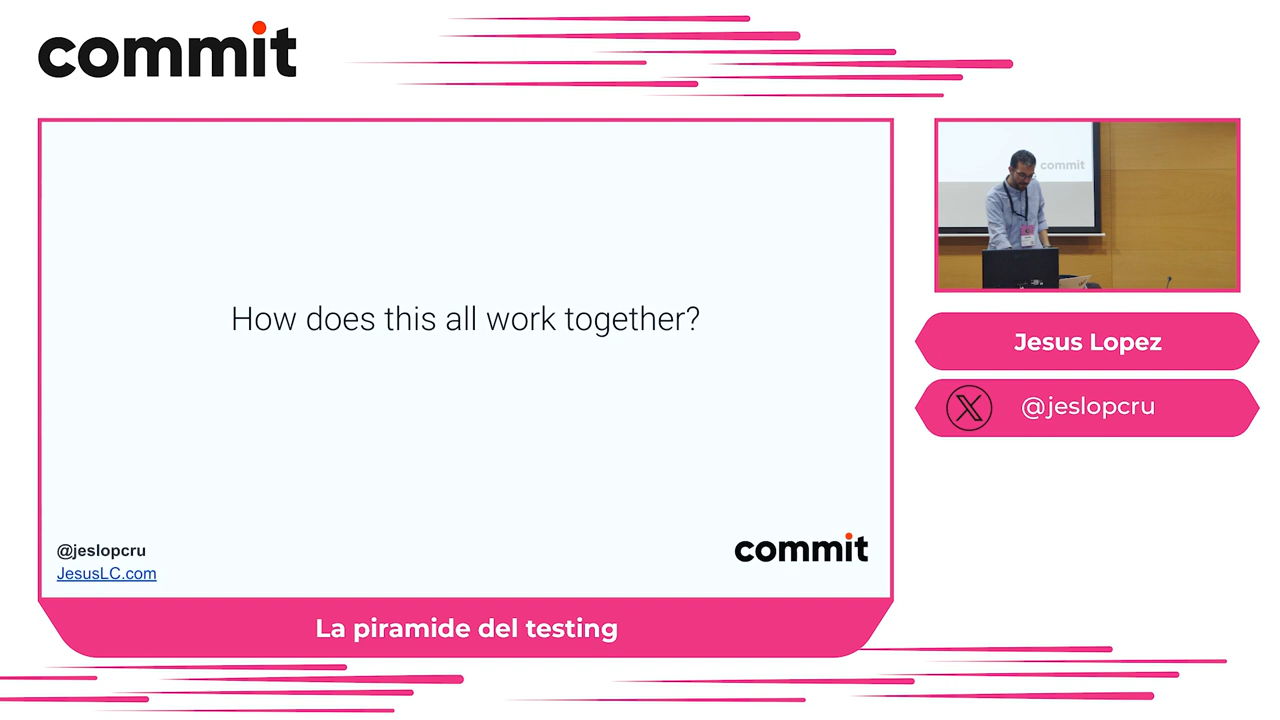 commit
How does this all work together?
@jeslopcru
JesusLC.com
commit
La piramide del testing
commit
Jesus Lopez
@jeslopcru